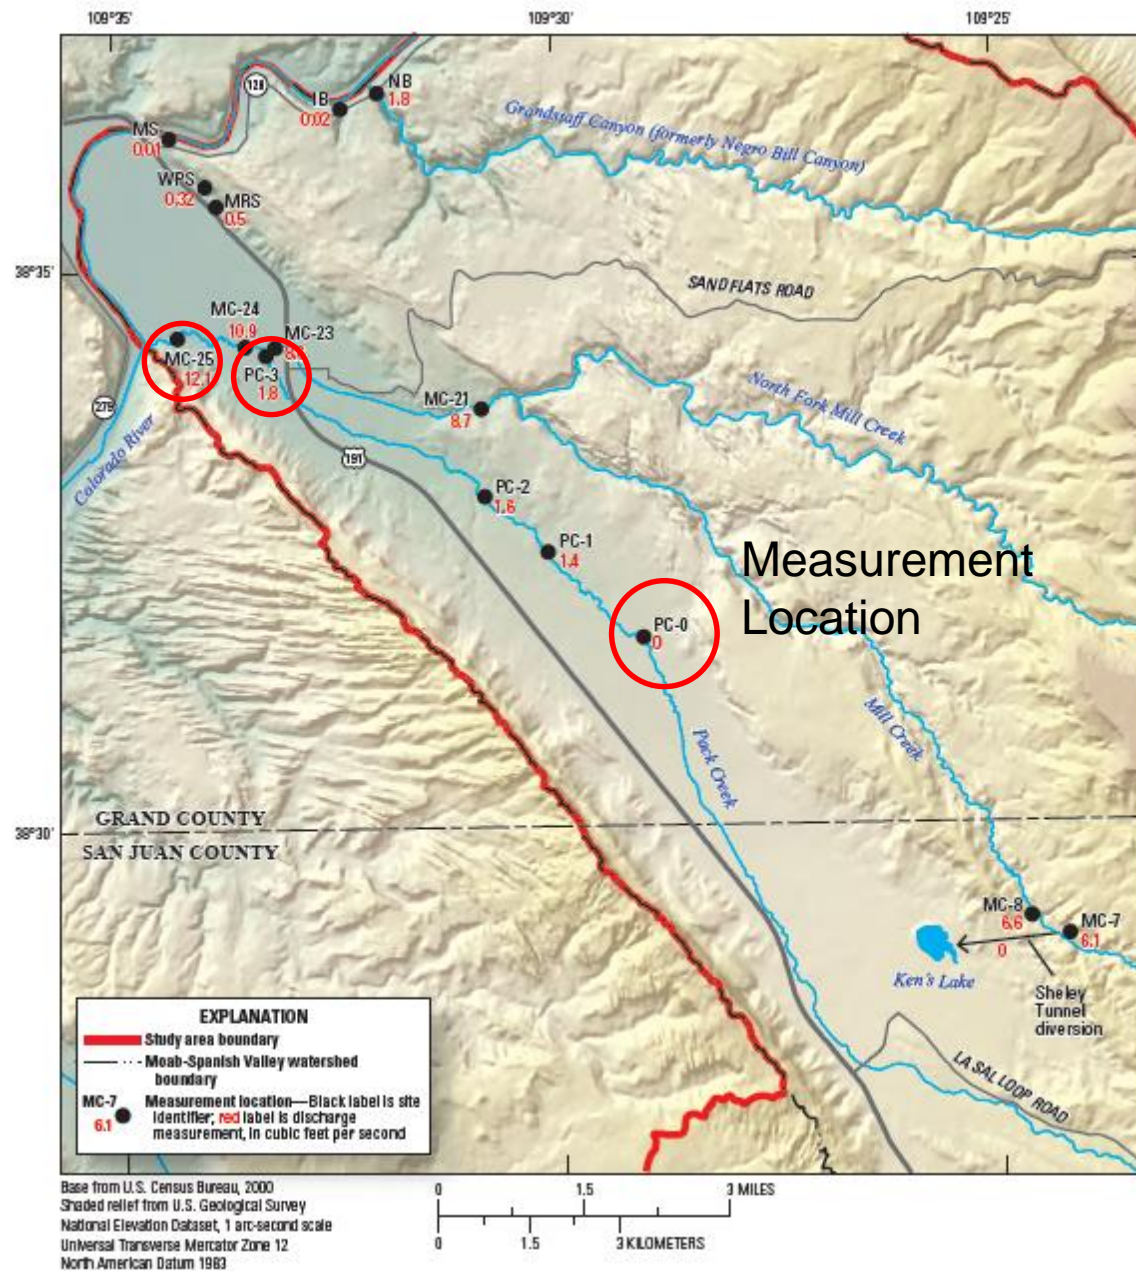 109°35'
109°30'
109°25'
128
IB
0.02
NB
1.8
Grandstaff Canyon (formerly Negro Bill Canyon)
MS
0.01
WPS
0.32
MRS
0.5
38°35'
SAND FLATS ROAD
MC-24
10.9
MC-23
MC-25
12.1
PC-3
1.8
North Fork Mill Creek
MC-21
8.7
279
Colorado River
191
PC-2
1.6
PC-1
1.4
Measurement
Location
PC-0
0
Mill Creek
Pack Creek
GRAND COUNTY
38°30'
SAN JUAN COUNTY
MC-8
6.6
MC-7
6.1
0
Ken's Lake
Sheley
Tunnel
diversion
LA SAL LOOP ROAD
EXPLANATION
Study area boundary
Moab-Spanish Valley watershed
boundary
MC-7
6.1
Measurement location—Black label is site
identifier; red label is discharge
measurement, in cubic feet per second
Base from U.S. Census Bureau, 2000
Shaded relief from U.S. Geological Survey
National Elevation Dataset, 1 arc-second scale
Universal Transverse Mercator Zone 12
North American Datum 1983
0 1.5 3 MILES
0 1.5 3 KILOMETERS